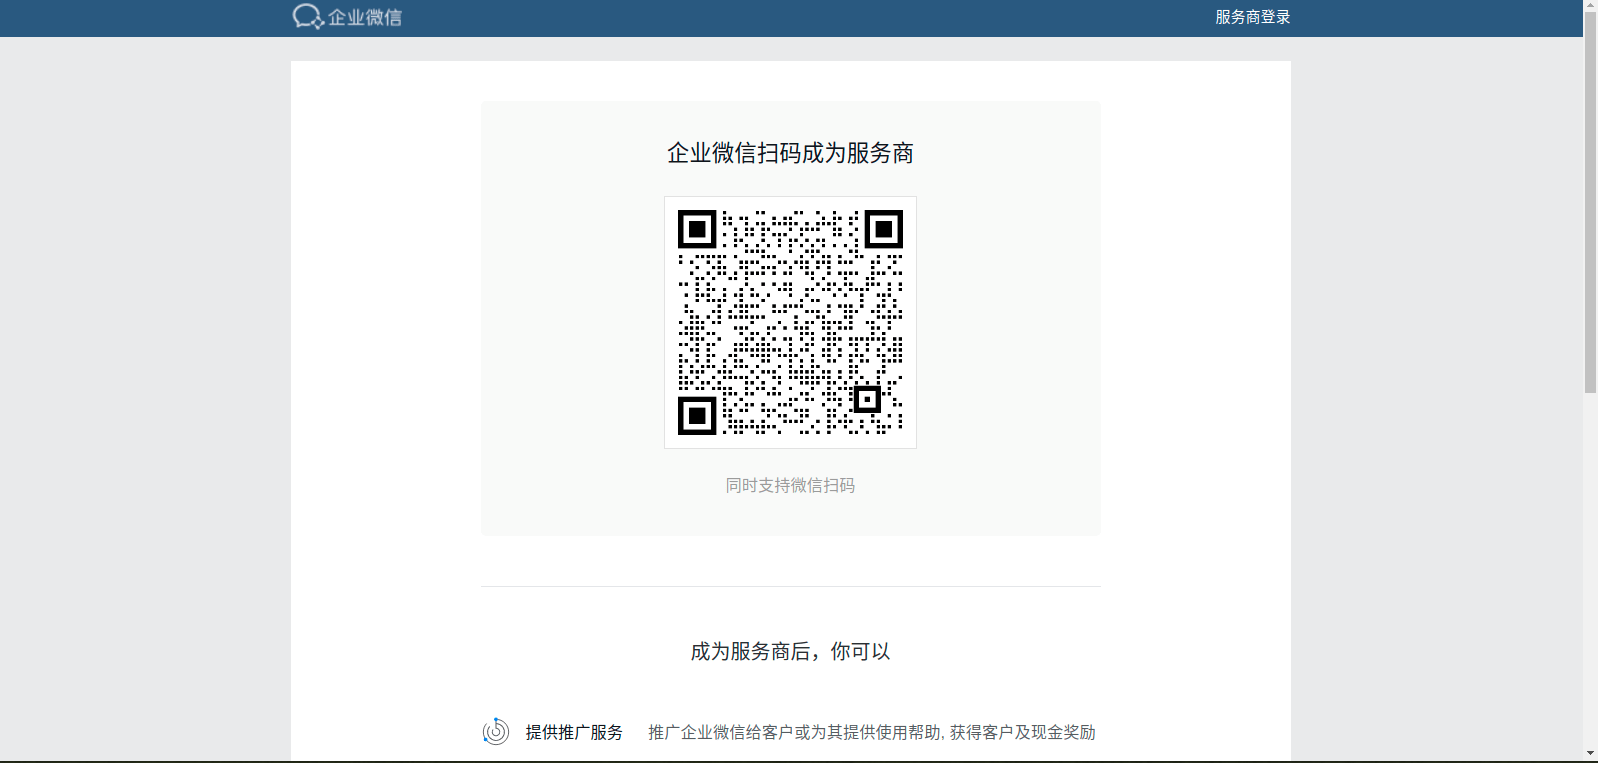 企业微信
服务商登录
企业微信扫码成为服务商
同时支持微信扫码
成为服务商后，你可以
提供推广服务 推广企业微信给客户或为其提供使用帮助, 获得客户及现金奖励